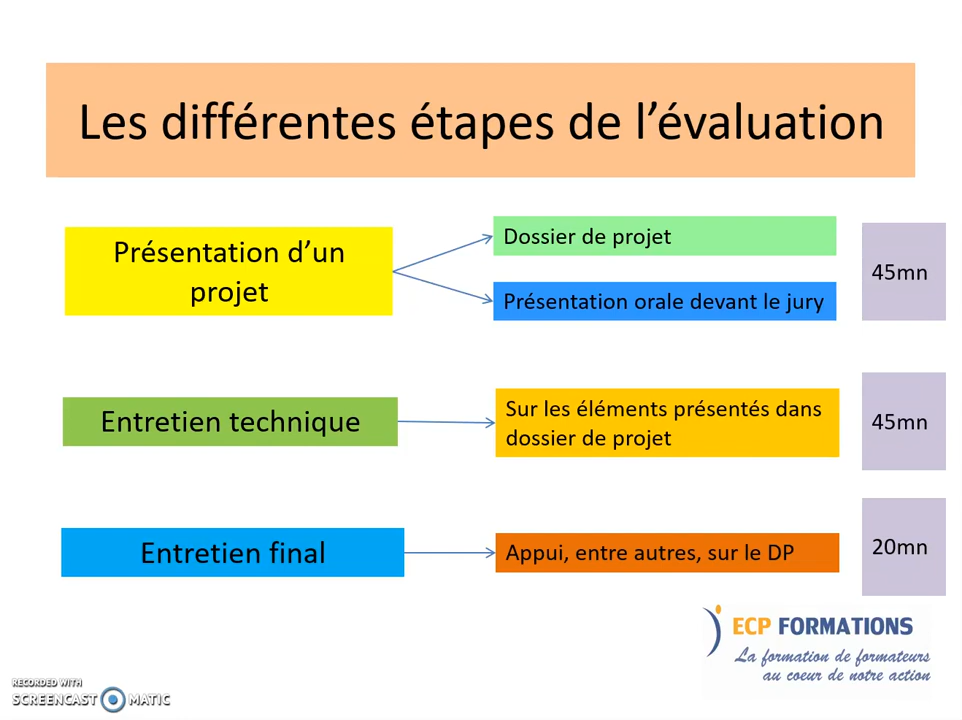 Les différentes étapes de l’évaluation
Présentation d’un
projet
Dossier de projet
Présentation orale devant le jury
45mn
Entretien technique
Sur les éléments présentés dans
dossier de projet
45mn
Entretien final
Appui, entre autres, sur le DP
20mn
ECP FORMATIONS
La formation de formateurs
au coeur de notre action
RECORDED WITH
SCREENCAST MATIC